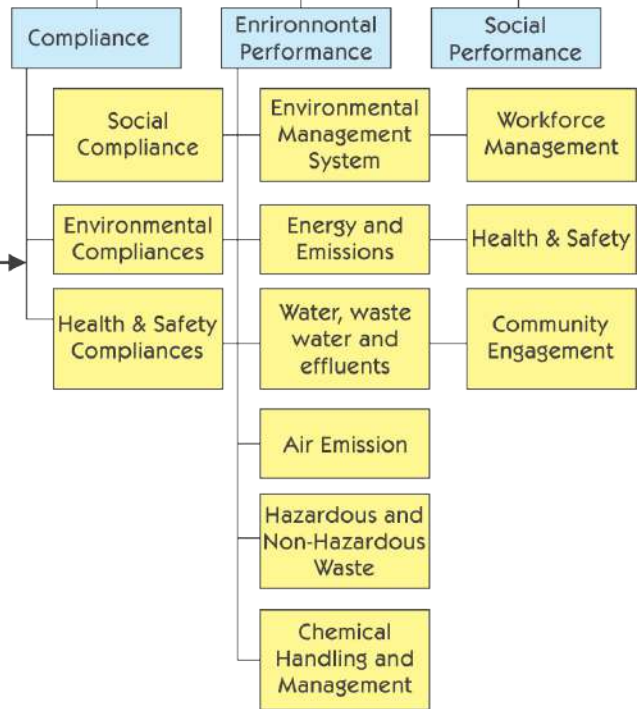 Compliance
Enrironnontal
Performance
Social
Performance
Social
Compliance
Environmental
Management
System
Workforce
Management
Environmental
Compliances
Energy and
Emissions
Health & Safety
Health & Safety
Compliances
Water, waste
water and
effluents
Community
Engagement
Air Emission
Hazardous and
Non-Hazardous
Waste
Chemical
Handling and
Management